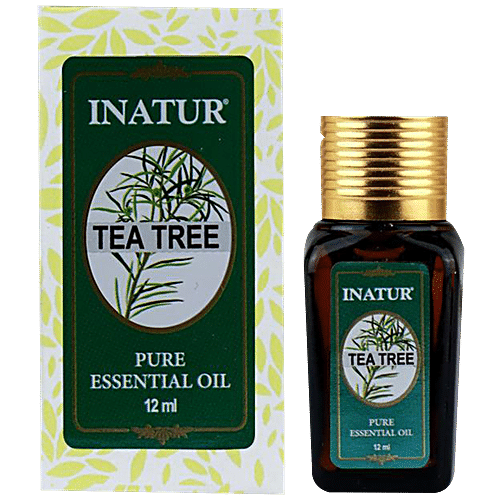 INATUR®
TEA TREE
PURE
ESSENTIAL OIL
12 ml
INATUR®
TEA TREE
PURE
ESSENTIAL OIL
12 ml